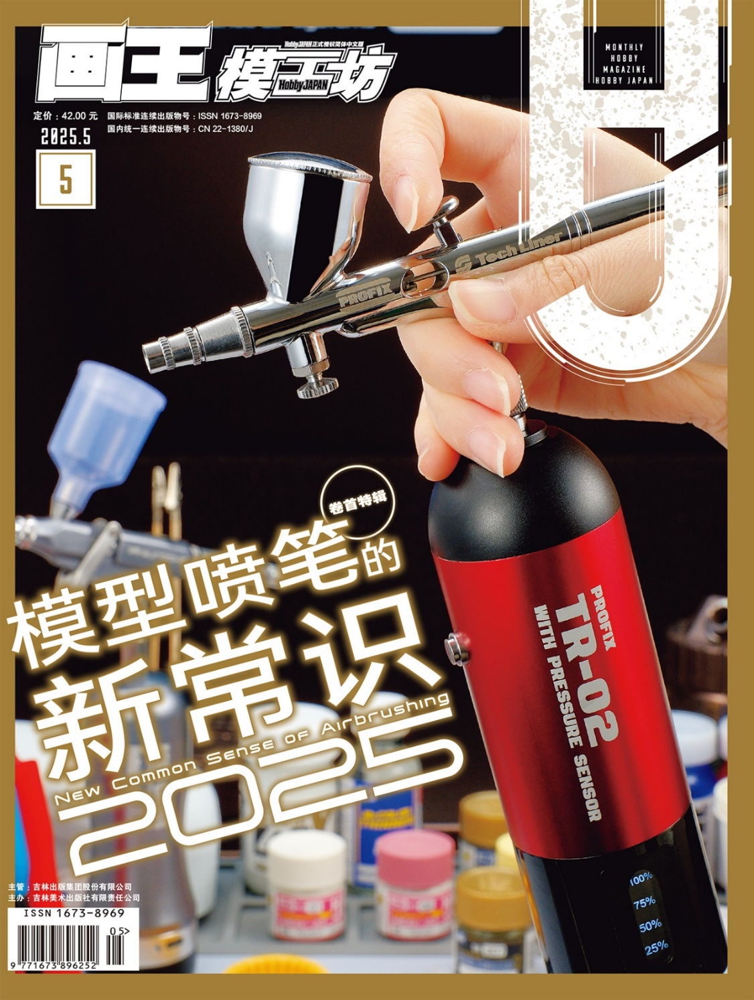 画王
模工坊
HobbyJAPAN正式授权简体中文版
HobbyJAPAN
MONTHLY
HOBBY
MAGAZINE
HOBBY JAPAN
定价：42.00 元
国际标准连续出版物号：ISSN 1673-8969
国内统一连续出版物号：CN 22-1380/J
2025.5
5
PROFIX
Tech Liner
卷首特辑
模型喷笔的
新常识
New Common Sense of Airbrushing
2025
PROFIX
TR-02
WITH PRESSURE SENSOR
100%
75%
50%
25%
主管：吉林出版集团股份有限公司
主办：吉林美术出版社有限责任公司
ISSN 1673-8969
05>
9 771673 896252